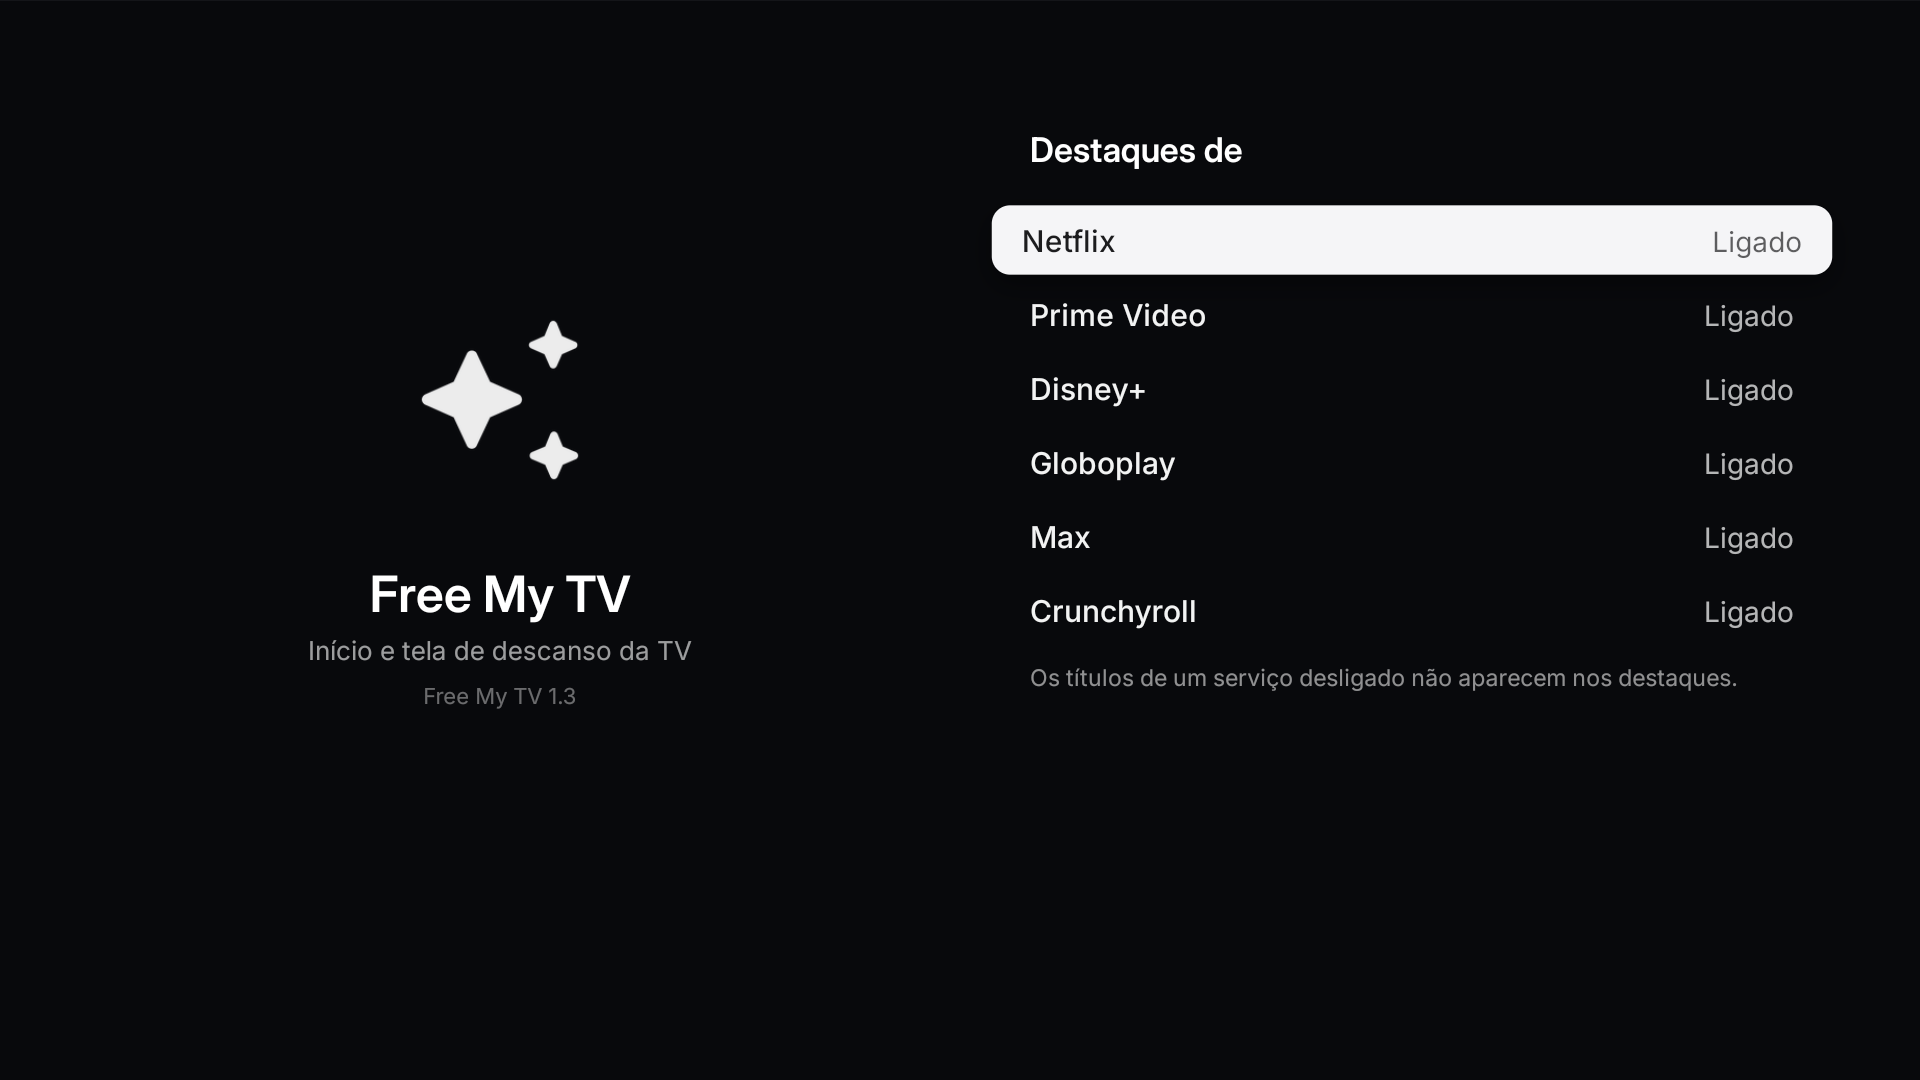 Destaques de
Netflix Ligado
Prime Video Ligado
Disney+ Ligado
Globoplay Ligado
Max Ligado
Crunchyroll Ligado
Os títulos de um serviço desligado não aparecem nos destaques.
Free My TV
Início e tela de descanso da TV
Free My TV 1.3